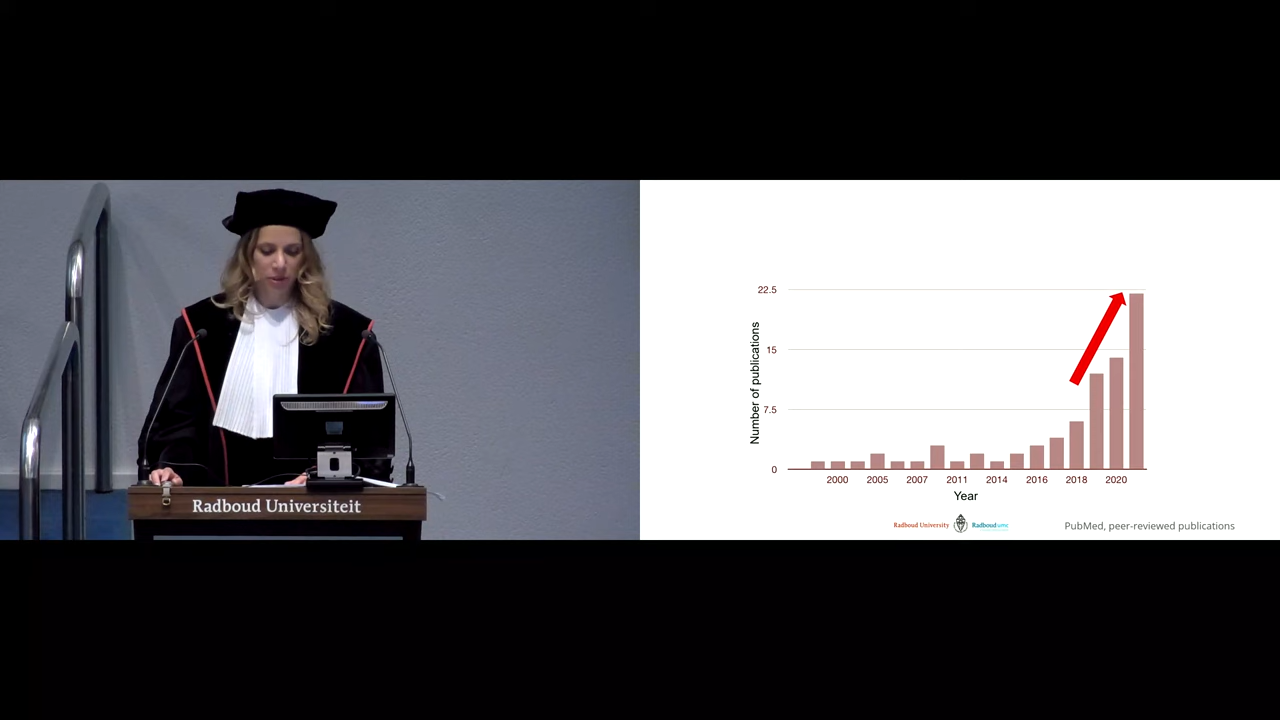 Radboud Universiteit
22.5
15
7.5
0
Number of publications
2000 2005 2007 2011 2014 2016 2018 2020
Year
Radboud University Radboudumc
PubMed, peer-reviewed publications